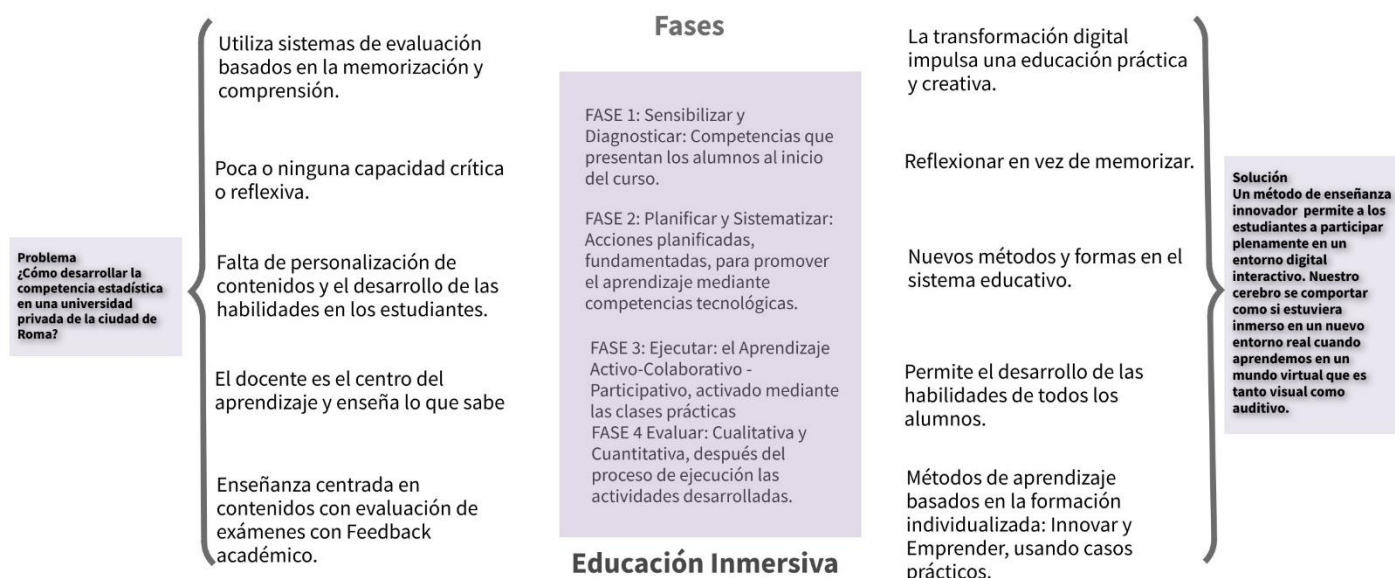 Problema
¿Cómo desarrollar la
competencia estadística
en una universidad
privada de la ciudad de
Roma?
Utiliza sistemas de evaluación
basados en la memorización y
comprensión.
Poca o ninguna capacidad crítica
o reflexiva.
Falta de personalización de
contenidos y el desarrollo de las
habilidades en los estudiantes.
El docente es el centro del
aprendizaje y enseña lo que sabe
Enseñanza centrada en
contenidos con evaluación de
exámenes con Feedback
académico.
Fases
FASE 1: Sensibilizar y
Diagnosticar: Competencias que
presentan los alumnos al inicio
del curso.
FASE 2: Planificar y Sistematizar:
Acciones planificadas,
fundamentadas, para promover
el aprendizaje mediante
competencias tecnológicas.
FASE 3: Ejecutar: el Aprendizaje
Activo-Colaborativo -
Participativo, activado mediante
las clases prácticas
FASE 4 Evaluar: Cualitativa y
Cuantitativa, después del
proceso de ejecución las
actividades desarrolladas.
Educación Inmersiva
La transformación digital
impulsa una educación práctica
y creativa.
Reflexionar en vez de memorizar.
Nuevos métodos y formas en el
sistema educativo.
Permite el desarrollo de las
habilidades de todos los
alumnos.
Métodos de aprendizaje
basados en la formación
individualizada: Innovar y
Emprender, usando casos
prácticos.
Solución
Un método de enseñanza
innovador permite a los
estudiantes a participar
plenamente en un
entorno digital
interactivo. Nuestro
cerebro se comportar
como si estuviera
inmerso en un nuevo
entorno real cuando
aprendemos en un
mundo virtual que es
tanto visual como
auditivo.